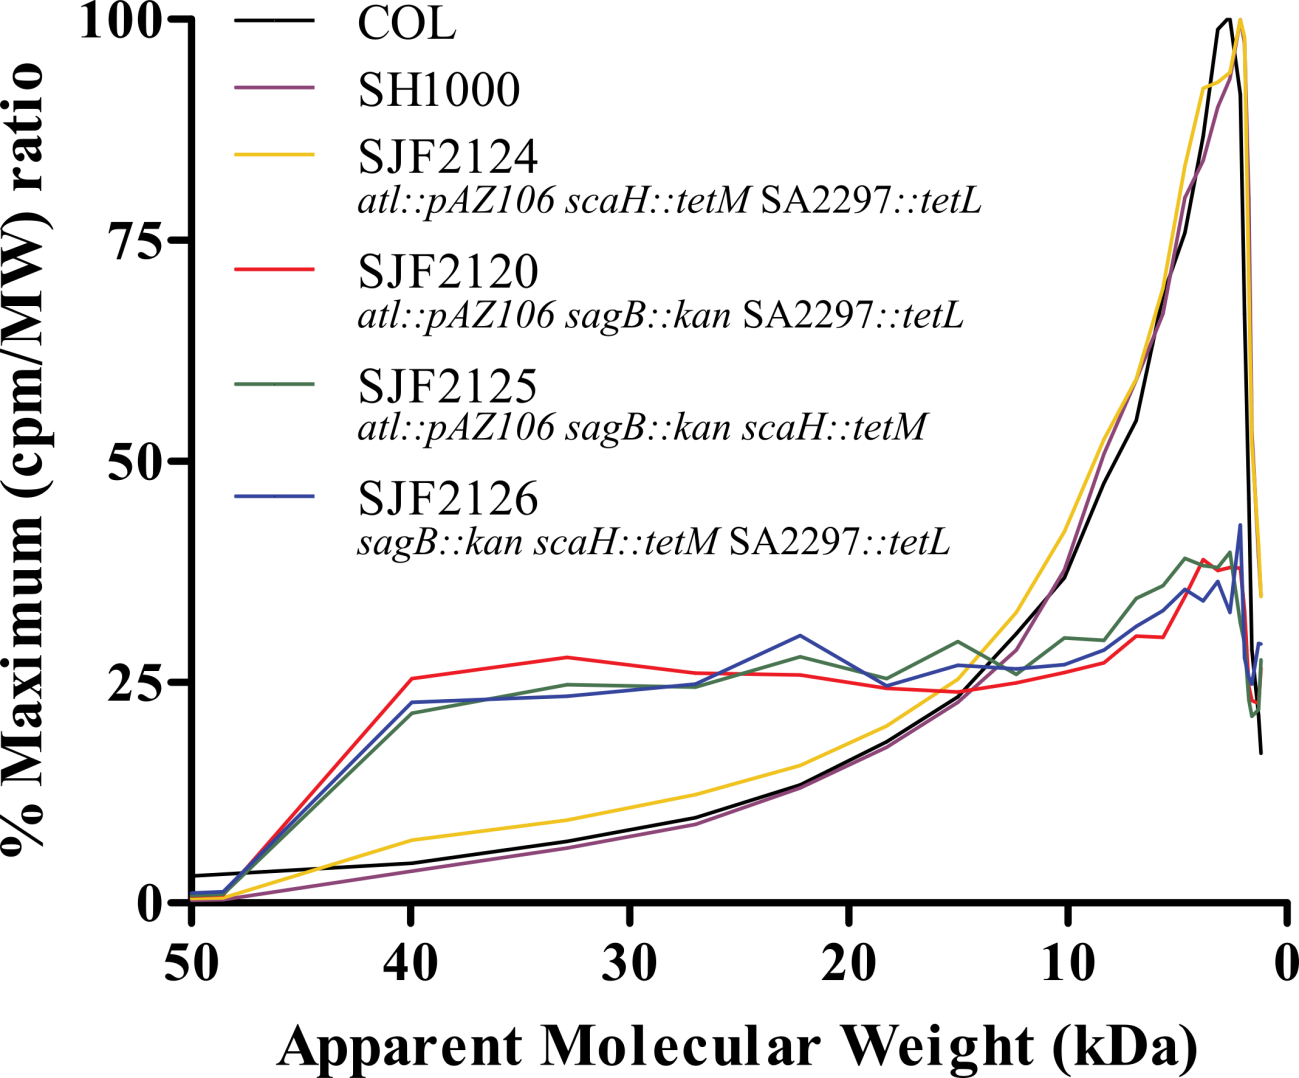 % Maximum (cpm/MW) ratio
100
75
50
25
0
COL
SH1000
SJF2124
atl::pAZ106 scaH::tetM SA2297::tetL
SJF2120
atl::pAZ106 sagB::kan SA2297::tetL
SJF2125
atl::pAZ106 sagB::kan scaH::tetM
SJF2126
sagB::kan scaH::tetM SA2297::tetL
50 40 30 20 10 0
Apparent Molecular Weight (kDa)